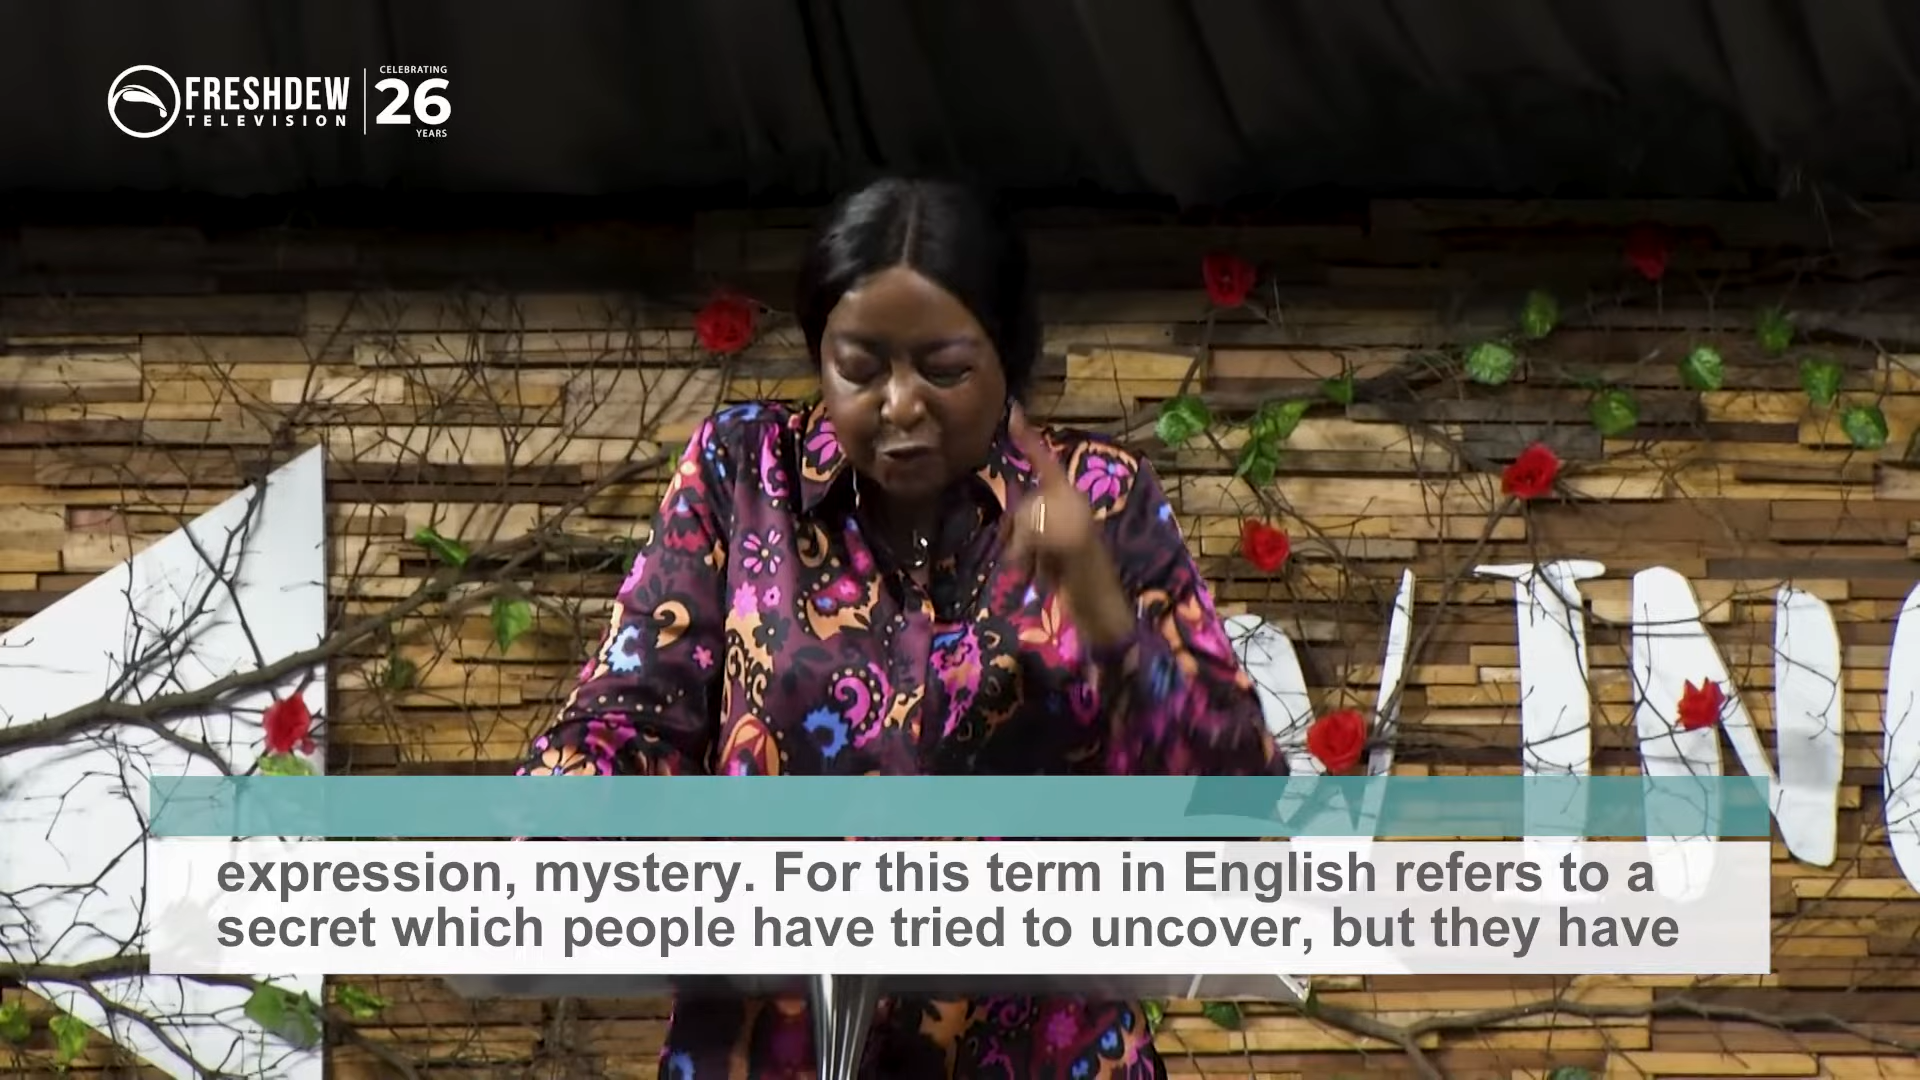 FRESHDEW
TELEVISION
CELEBRATING
26
YEARS
expression, mystery. For this term in English refers to a
secret which people have tried to uncover, but they have